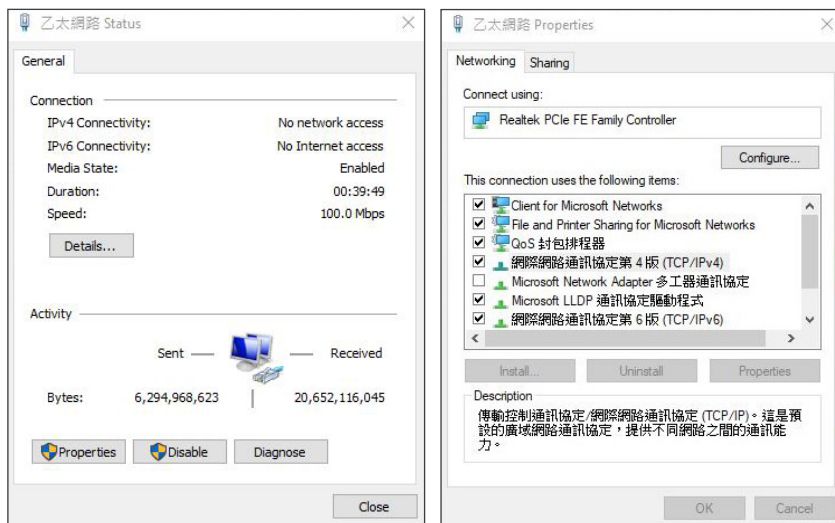 乙太網路 Status
General
Connection
IPv4 Connectivity: No network access
IPv6 Connectivity: No Internet access
Media State: Enabled
Duration: 00:39:49
Speed: 100.0 Mbps
Details...
Activity
Sent Received
Bytes: 6,294,968,623 20,652,116,045
Properties Disable Diagnose
Close
乙太網路 Properties
Networking Sharing
Connect using:
Realtek PCIe FE Family Controller
Configure...
This connection uses the following items:
Client for Microsoft Networks
File and Printer Sharing for Microsoft Networks
QoS 封包排程器
網際網路通訊協定第 4 版 (TCP/IPv4)
Microsoft Network Adapter 多工器通訊協定
Microsoft LLDP 通訊協定驅動程式
網際網路通訊協定第 6 版 (TCP/IPv6)
Install... Uninstall Properties
Description
傳輸控制通訊協定/網際網路通訊協定 (TCP/IP)。這是預
設的廣域網路通訊協定，提供不同網路之間的通訊能
力。
OK Cancel